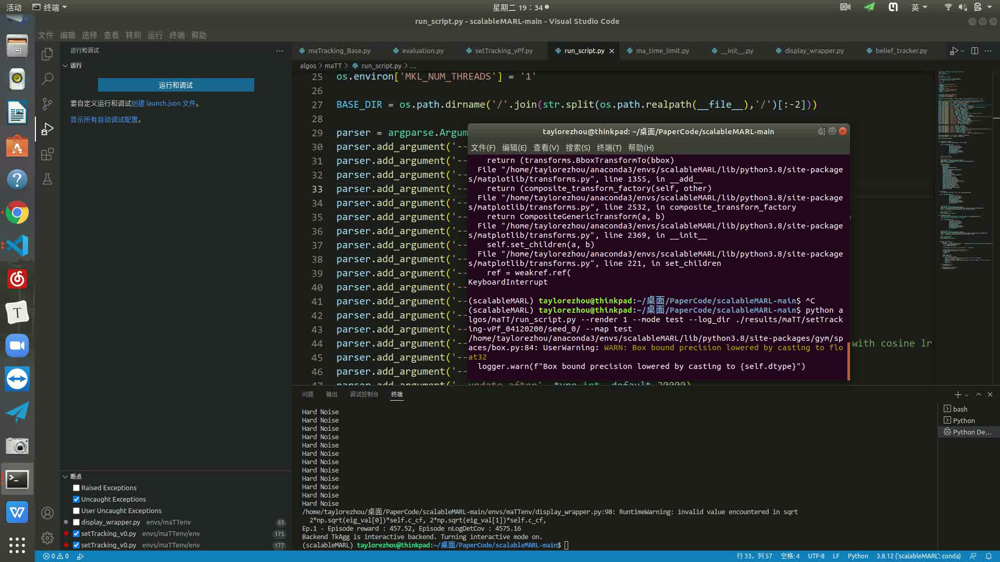 活动
终端
星期二 19：34
英
run_script.py - scalableMARL-main - Visual Studio Code
文件 编辑 选择 查看 转到 运行 终端 帮助
运行和调试
运行
运行和调试
要自定义运行和调试创建 launch.json 文件。
显示所有自动调试配置。
maTracking_Base.py
evaluation.py
setTracking_vPf.py
run_script.py
ma_time_limit.py
__init__.py
display_wrapper.py
belief_tracker.py
algos > maTT > run_script.py > ...
25 os.environ['MKL_NUM_THREADS'] = '1'
26
27 BASE_DIR = os.path.dirname('/'.join(str.split(os.path.realpath(__file__),'/')[:-2]))
28
29 parser = argparse.Argum
30 parser.add_argument('--
31 parser.add_argument('--
32 parser.add_argument('--
33 parser.add_argument('--
34 parser.add_argument('--
35 parser.add_argument('--
36 parser.add_argument('--
37 parser.add_argument('--
38 parser.add_argument('--
39 parser.add_argument('--
40 parser.add_argument('--
41 parser.add_argument('--
42 parser.add_argument('--
43 parser.add_argument('--
44 parser.add_argument('-- with cosine lr
45 parser.add_argument('--
46 parser.add_argument('--
47 parser.add_argument('--update_after', type=int, default=20000)
taylorezhou@thinkpad: ~/桌面/PaperCode/scalableMARL-main
文件(F) 编辑(E) 查看(V) 搜索(S) 终端(T) 帮助(H)
return (transforms.BboxTransformTo(bbox)
File "/home/taylorezhou/anaconda3/envs/scalableMARL/lib/python3.8/site-package
s/matplotlib/transforms.py", line 1355, in __add__
return (composite_transform_factory(self, other)
File "/home/taylorezhou/anaconda3/envs/scalableMARL/lib/python3.8/site-package
s/matplotlib/transforms.py", line 2532, in composite_transform_factory
return CompositeGenericTransform(a, b)
File "/home/taylorezhou/anaconda3/envs/scalableMARL/lib/python3.8/site-package
s/matplotlib/transforms.py", line 2369, in __init__
self.set_children(a, b)
File "/home/taylorezhou/anaconda3/envs/scalableMARL/lib/python3.8/site-package
s/matplotlib/transforms.py", line 221, in set_children
ref = weakref.ref(
KeyboardInterrupt
(scalableMARL) taylorezhou@thinkpad:~/桌面/PaperCode/scalableMARL-main$ ^C
(scalableMARL) taylorezhou@thinkpad:~/桌面/PaperCode/scalableMARL-main$ python a
lgos/maTT/run_script.py --render 1 --mode test --log_dir ./results/maTT/setTrack
ing-vPf_04120200/seed_0/ --map test
/home/taylorezhou/anaconda3/envs/scalableMARL/lib/python3.8/site-packages/gym/sp
aces/box.py:84: UserWarning: WARN: Box bound precision lowered by casting to flo
at32
logger.warn(f"Box bound precision lowered by casting to {self.dtype}")
问题 输出 调试控制台 终端
Hard Noise
Hard Noise
Hard Noise
Hard Noise
Hard Noise
Hard Noise
Hard Noise
Hard Noise
Hard Noise
Hard Noise
Hard Noise
Hard Noise
/home/taylorezhou/桌面/PaperCode/scalableMARL-main/envs/maTTenv/display_wrapper.py:98: RuntimeWarning: invalid value encountered in sqrt
2*np.sqrt(eig_val[0])*self.c_cf, 2*np.sqrt(eig_val[1])*self.c_cf,
Ep.1 - Episode reward : 457.52, Episode nLogDetCov : 4575.16
Backend TkAgg is interactive backend. Turning interactive mode on.
(scalableMARL) taylorezhou@thinkpad:~/桌面/PaperCode/scalableMARL-main$
bash
Python
Python De...
断点
Raised Exceptions
Uncaught Exceptions
User Uncaught Exceptions
display_wrapper.py envs/maTTenv 65
setTracking_v0.py envs/maTTenv/env 175
setTracking_v0.py envs/maTTenv/env 177
0 0
行 33，列 57
空格: 4
UTF-8
LF
Python
3.8.12 ('scalableMARL': conda)